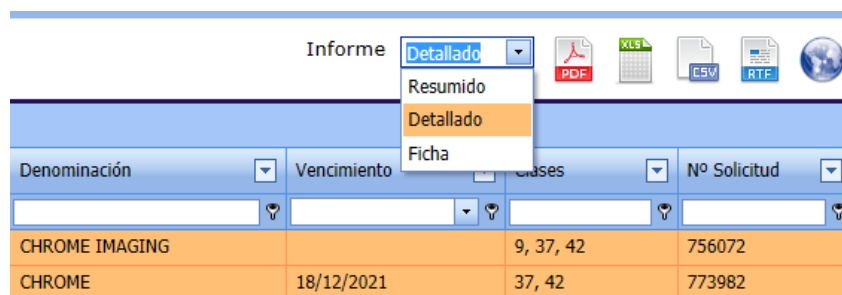 Informe Detallado PDF XLS CSV RTF
Resumido
Detallado
Ficha
Denominación Vencimiento Clases Nº Solicitud
CHROME IMAGING 9, 37, 42 756072
CHROME 18/12/2021 37, 42 773982